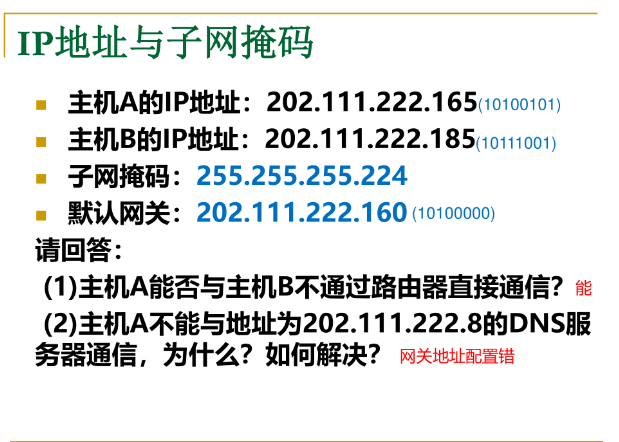 IP地址与子网掩码
主机A的IP地址：202.111.222.165(10100101)
主机B的IP地址：202.111.222.185(10111001)
子网掩码：255.255.255.224
默认网关：202.111.222.160 (10100000)
请回答：
(1)主机A能否与主机B不通过路由器直接通信？能
(2)主机A不能与地址为202.111.222.8的DNS服
务器通信，为什么？如何解决？ 网关地址配置错